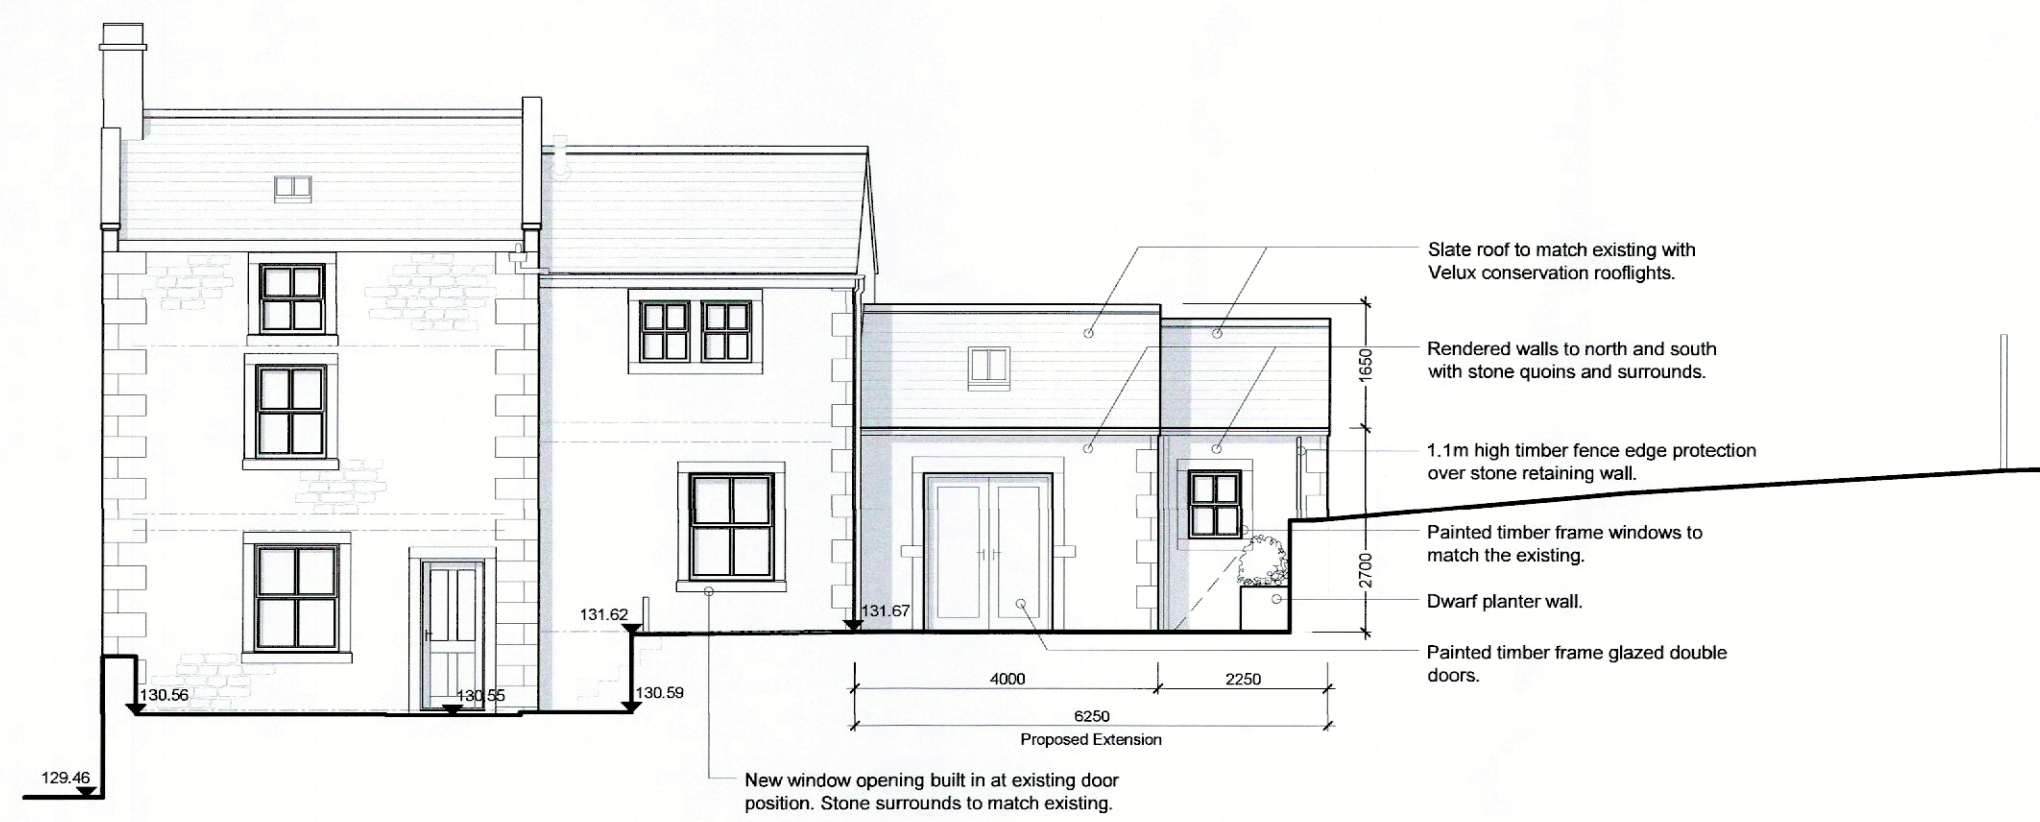 Slate roof to match existing with
Velux conservation rooflights.
Rendered walls to north and south
with stone quoins and surrounds.
1650
1.1m high timber fence edge protection
over stone retaining wall.
Painted timber frame windows to
match the existing.
2700
Dwarf planter wall.
131.62
131.67
Painted timber frame glazed double
doors.
130.56
130.55
130.59
4000
2250
6250
Proposed Extension
129.46
New window opening built in at existing door
position. Stone surrounds to match existing.